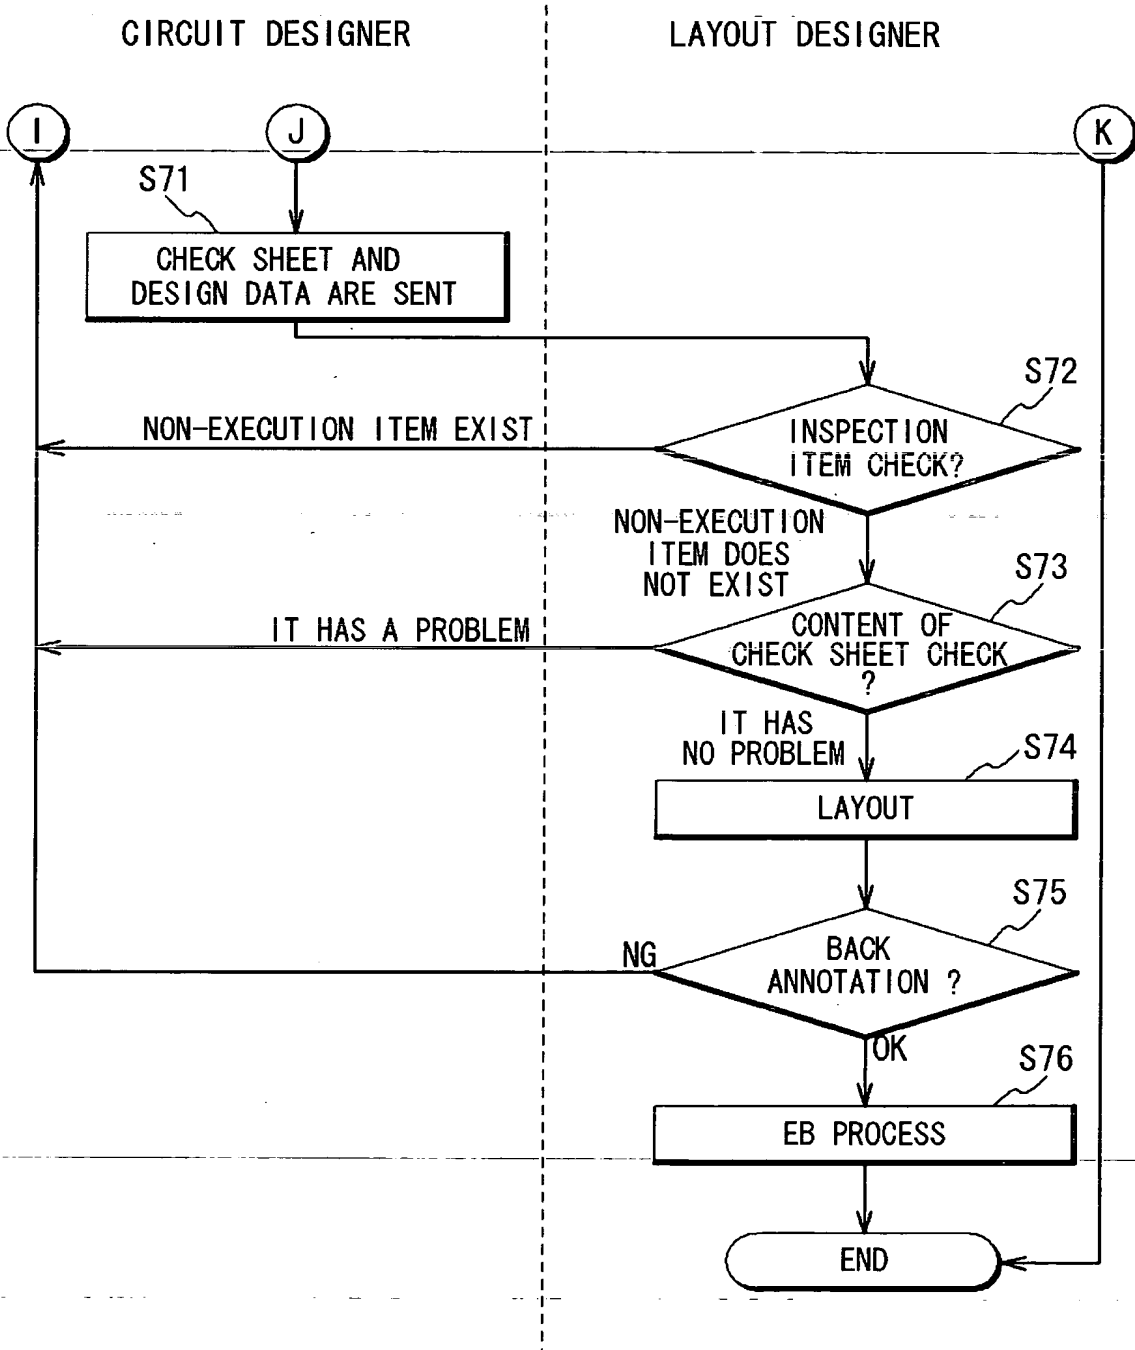 CIRCUIT DESIGNER
LAYOUT DESIGNER
I
J
K
S71
CHECK SHEET AND
DESIGN DATA ARE SENT
S72
NON-EXECUTION ITEM EXIST
INSPECTION
ITEM CHECK?
NON-EXECUTION
ITEM DOES
NOT EXIST
S73
IT HAS A PROBLEM
CONTENT OF
CHECK SHEET CHECK
?
IT HAS
NO PROBLEM
S74
LAYOUT
S75
NG
BACK
ANNOTATION ?
OK
S76
EB PROCESS
END